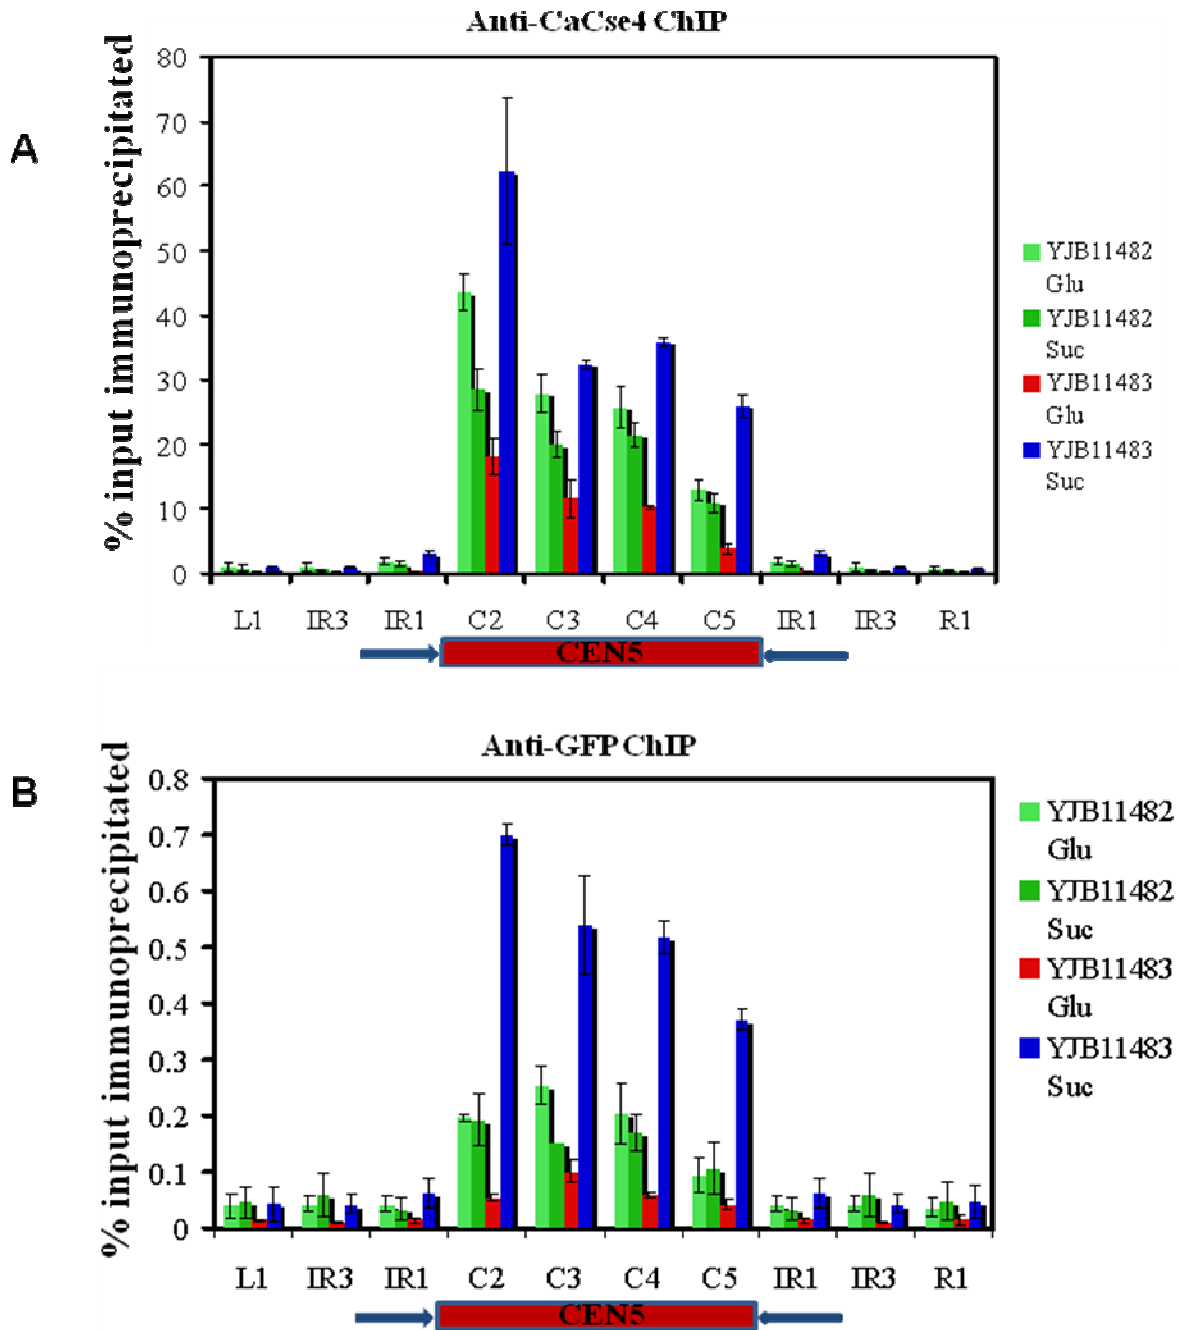 Anti-CaCse4 ChIP
A
% input immunoprecipitated
80
70
60
50
40
30
20
10
0
YJB11482
Glu
YJB11482
Suc
YJB11483
Glu
YJB11483
Suc
L1 IR3 IR1 C2 C3 C4 C5 IR1 IR3 R1
CEN5
Anti-GFP ChIP
B
% input immunoprecipitated
0.8
0.7
0.6
0.5
0.4
0.3
0.2
0.1
0
YJB11482
Glu
YJB11482
Suc
YJB11483
Glu
YJB11483
Suc
L1 IR3 IR1 C2 C3 C4 C5 IR1 IR3 R1
CEN5